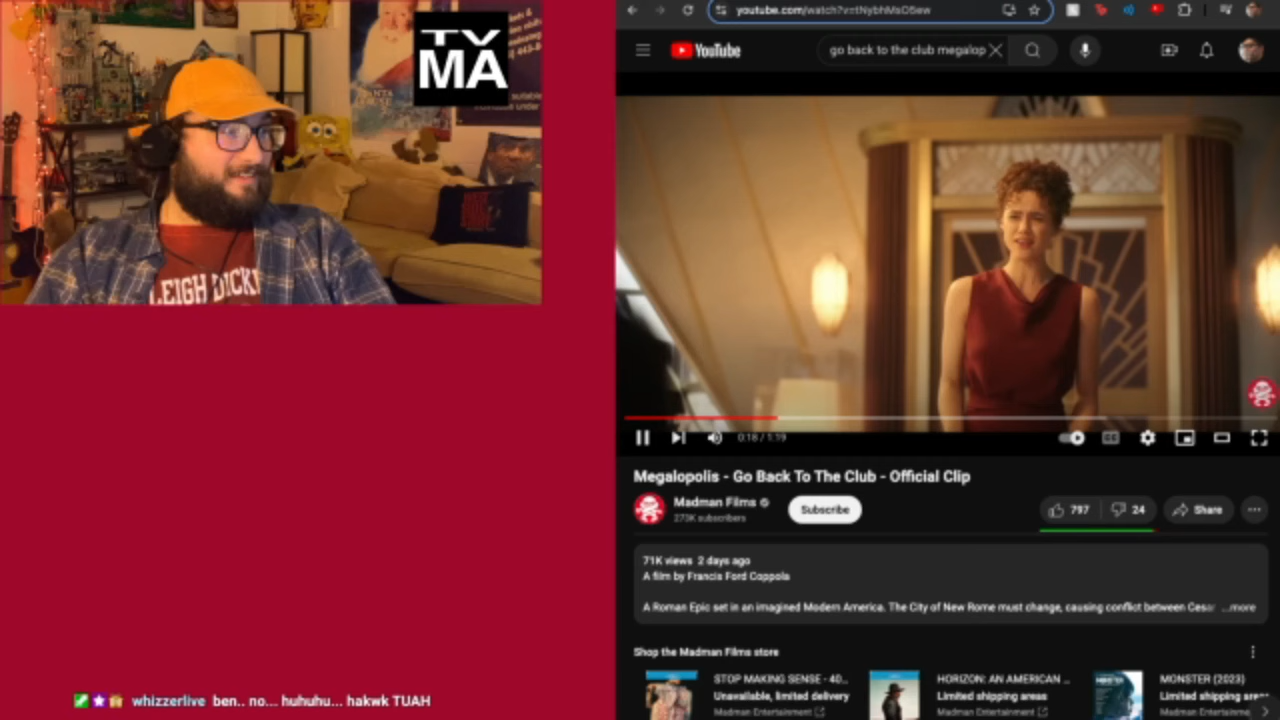 TV
MA
SANTA
LEIGH DICK
whizzerlive ben.. no... huhuhu... hakwk TUAH
youtube.com/watch?v=tNybhMsO5ew
YouTube
go back to the club megalop
0:18 / 1:19
Megalopolis - Go Back To The Club - Official Clip
Madman Films
273K subscribers
Subscribe
797
24
Share
71K views 2 days ago
A film by Francis Ford Coppola
A Roman Epic set in an imagined Modern America. The City of New Rome must change, causing conflict between Cesar ...more
Shop the Madman Films store
STOP MAKING SENSE - 40...
Unavailable, limited delivery
Madman Entertainment
HORIZON: AN AMERICAN ...
Limited shipping areas
Madman Entertainment
MONSTER (2023)
Limited shipping areas
Madman Entertainme